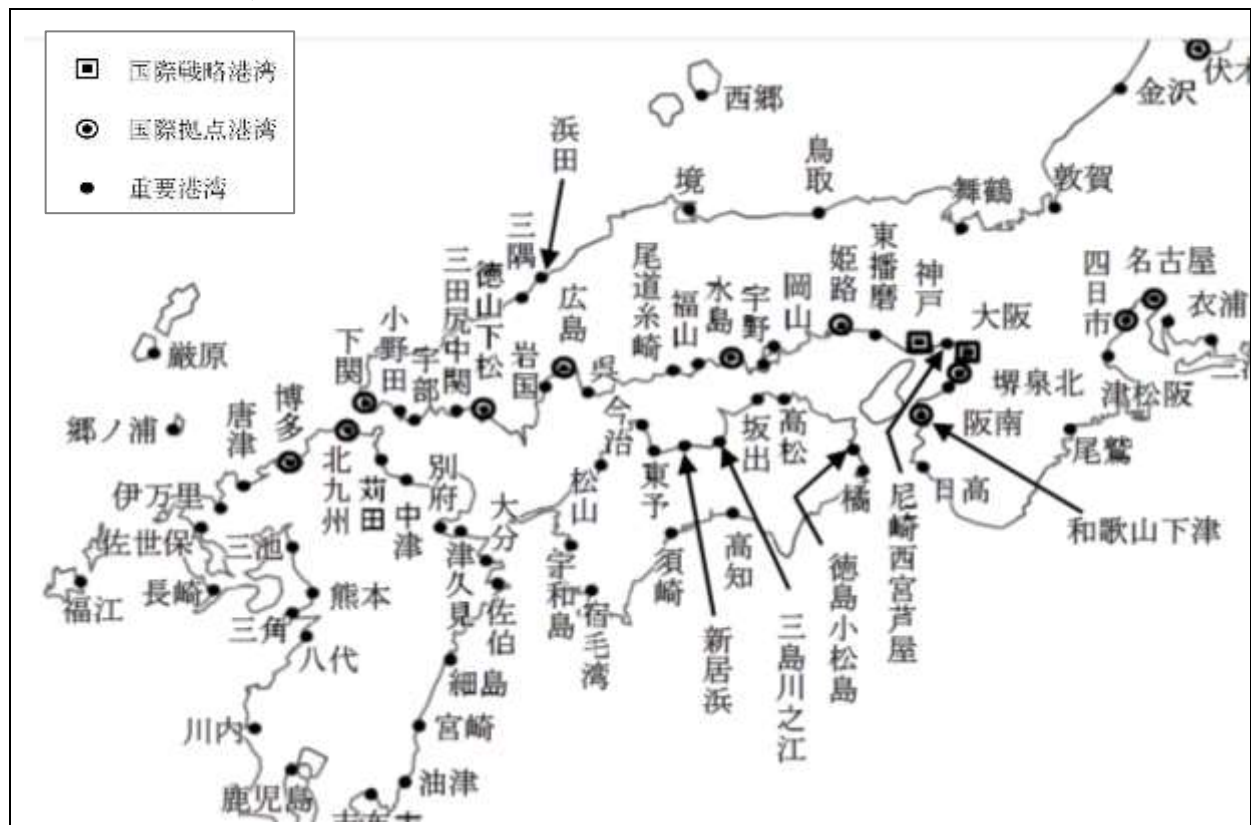 国際戦略港湾
国際拠点港湾
重要港湾
西郷
金沢
浜田
鳥取
境
舞鶴
敦賀
三隅
徳山下松
三田尻中関
広島
尾道糸崎
福山
水島
宇野
岡山
姫路
東播磨
神戸
大阪
四日市
名古屋
衣浦
下関
小野田
宇部
岩国
呉
厳原
郷ノ浦
唐津
博多
北九州
苅田
中津
別府
大分
津久見
佐伯
今治
松山
東予
坂出
高松
橘
堺泉北
阪南
津松阪
尾鷲
日高
和歌山下津
伊万里
佐世保
三池
長崎
福江
熊本
三角
八代
宇和島
宿毛湾
須崎
高知
新居浜
三島川之江
徳島小松島
尼崎西宮芦屋
細島
宮崎
川内
油津
鹿児島